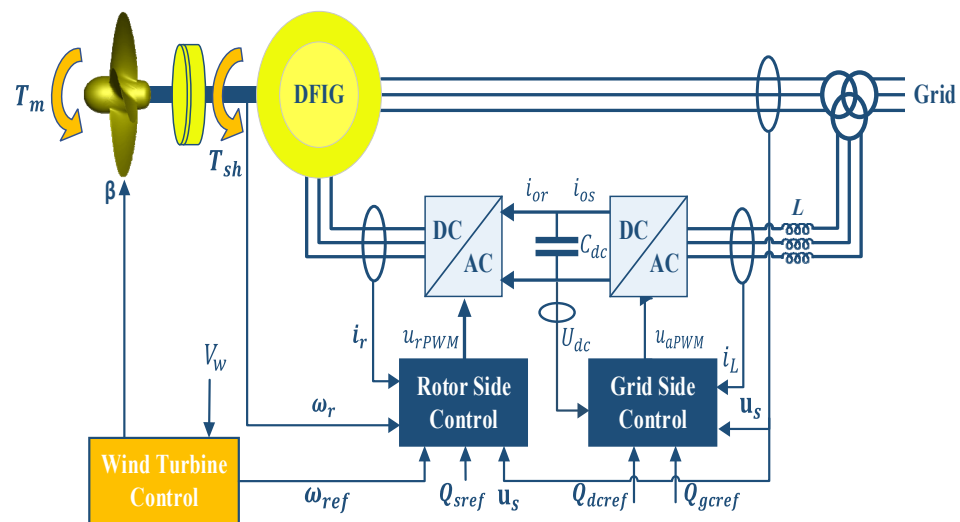 DFIG
Grid
T_m
T_sh
β
i_or
i_os
L
DC
AC
C_dc
DC
AC
U_dc
i_r
u_rPWM
u_aPWM
i_L
V_w
Rotor Side
Control
Grid Side
Control
ω_r
u_s
Wind Turbine
Control
ω_ref
Q_sref
u_s
Q_dcref
Q_gcref